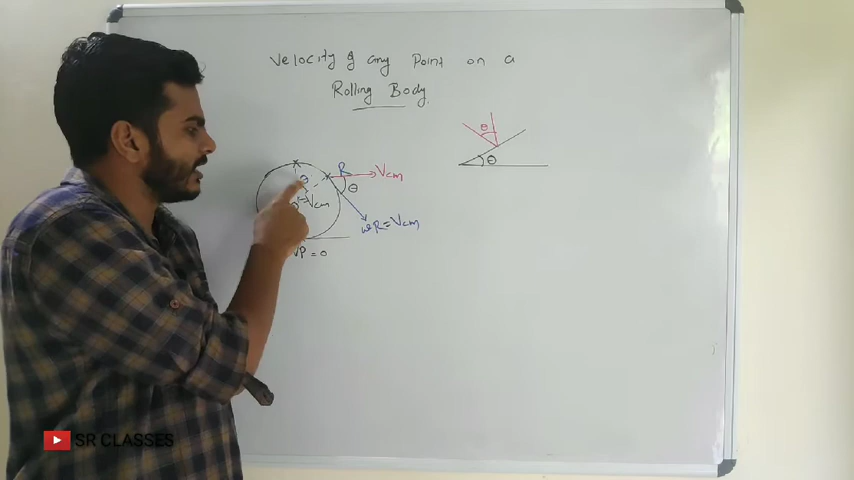 Velocity of any Point on a
Rolling Body
R
Vcm
θ
θ
Vcm
ωR = Vcm
VP = 0
θ
θ
SR CLASSES